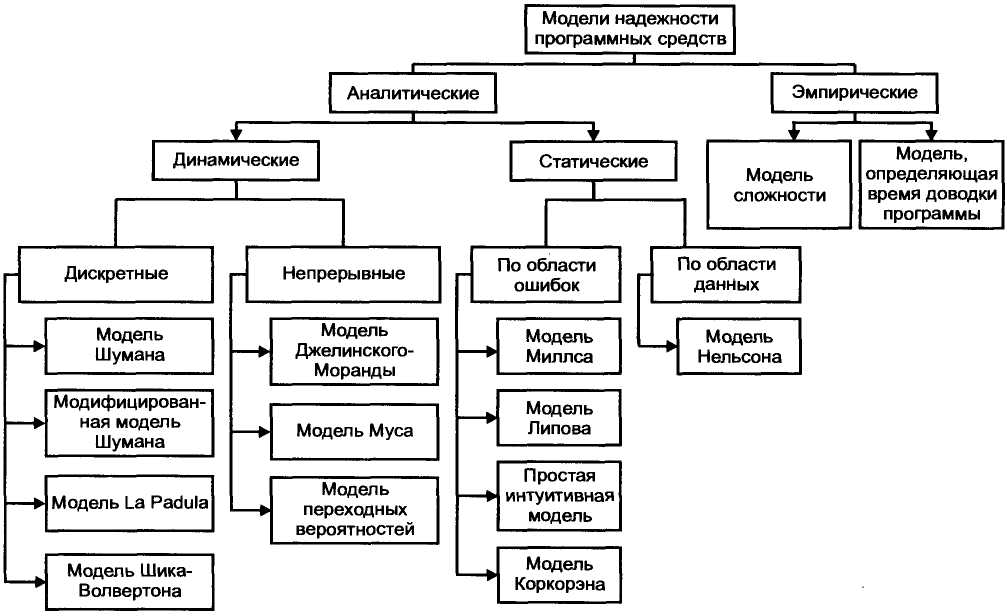 Модели надежности
программных средств
Аналитические
Эмпирические
Динамические
Статические
Модель
сложности
Модель,
определяющая
время доводки
программы
Дискретные
Непрерывные
По области
ошибок
По области
данных
Модель
Шумана
Модифицирован-
ная модель
Шумана
Модель La Padula
Модель Шика-
Волвертона
Модель
Джелинского-
Моранды
Модель Муса
Модель
переходных
вероятностей
Модель
Миллса
Модель
Липова
Простая
интуитивная
модель
Модель
Коркорэна
Модель
Нельсона